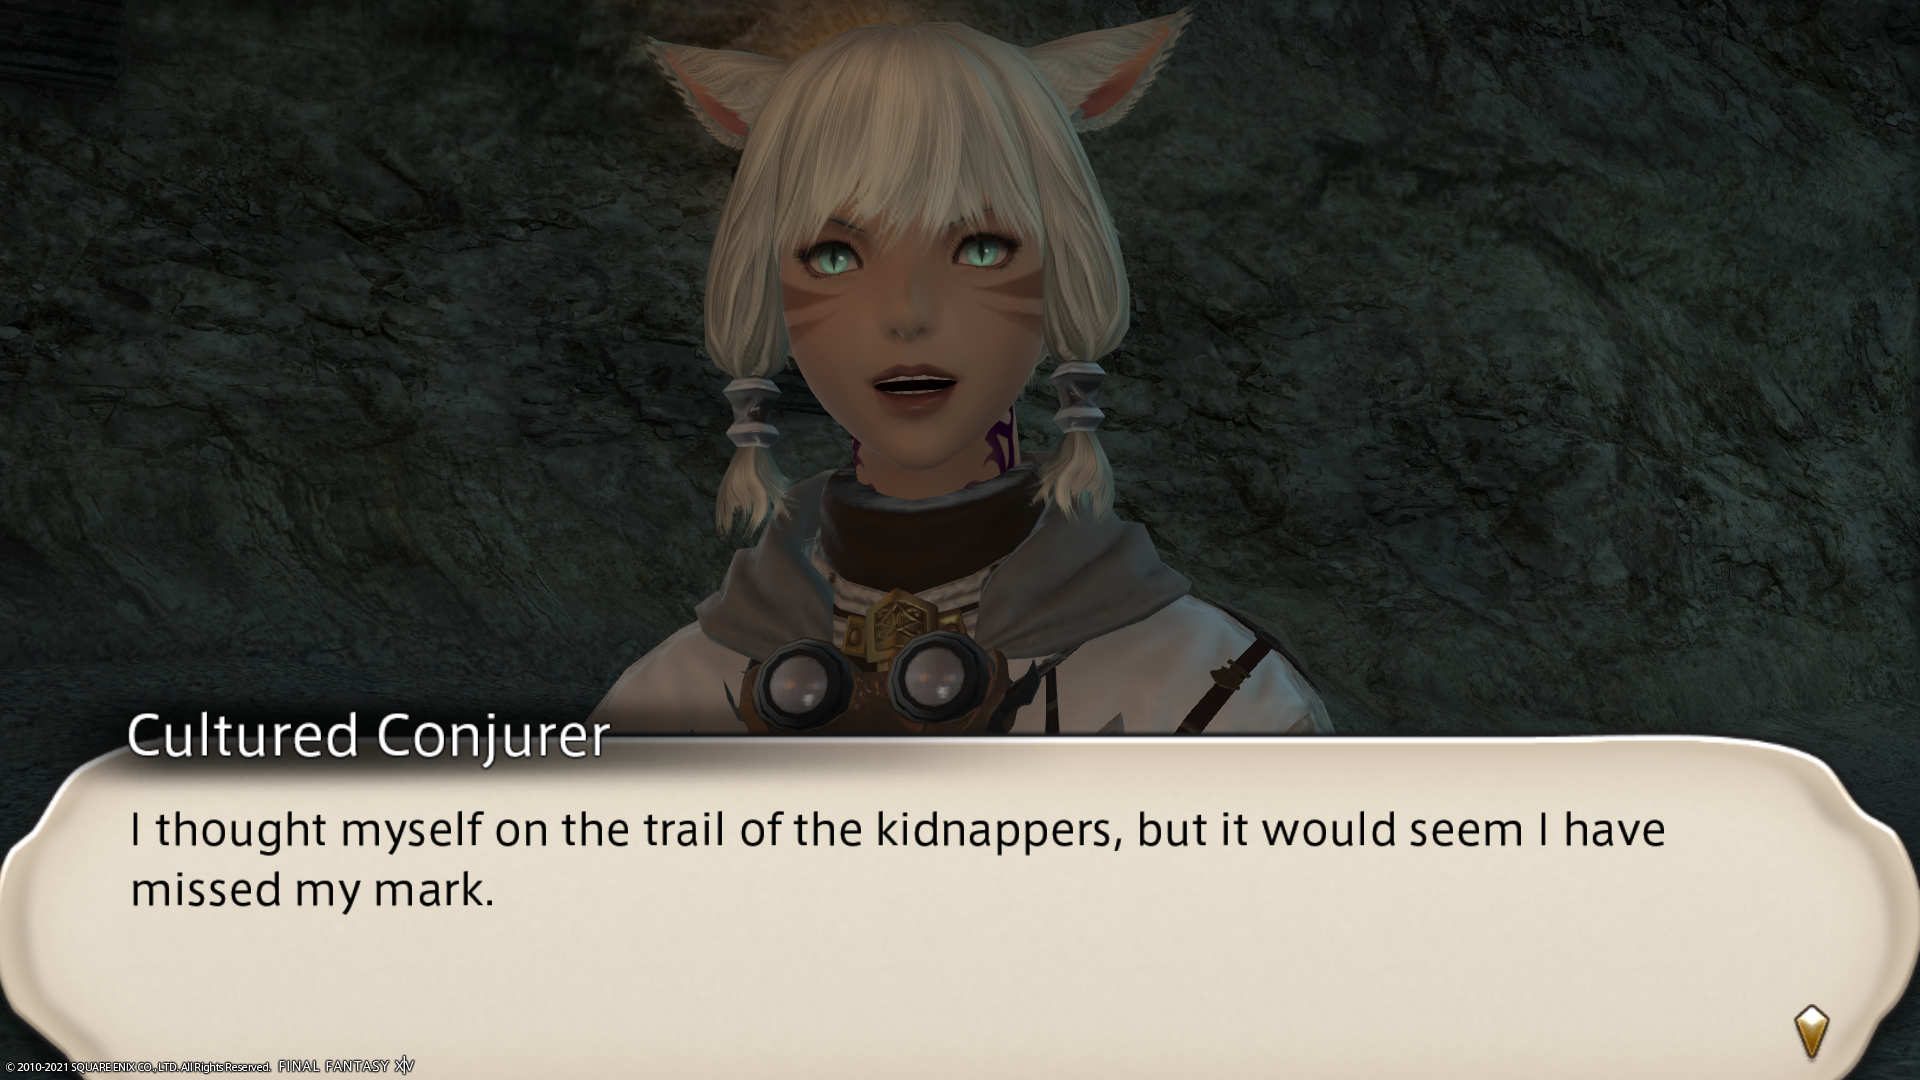 Cultured Conjurer
I thought myself on the trail of the kidnappers, but it would seem I have
missed my mark.
© 2010-2021 SQUARE ENIX CO., LTD. All Rights Reserved. FINAL FANTASY XIV